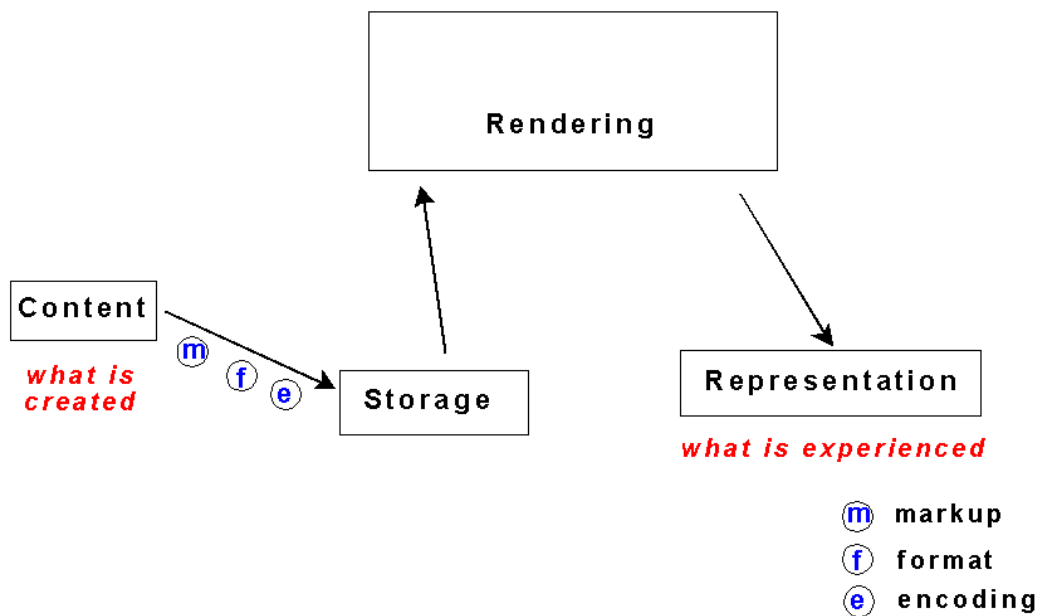 Rendering
Content
what is
created
m
f
e
Storage
Representation
what is experienced
m markup
f format
e encoding